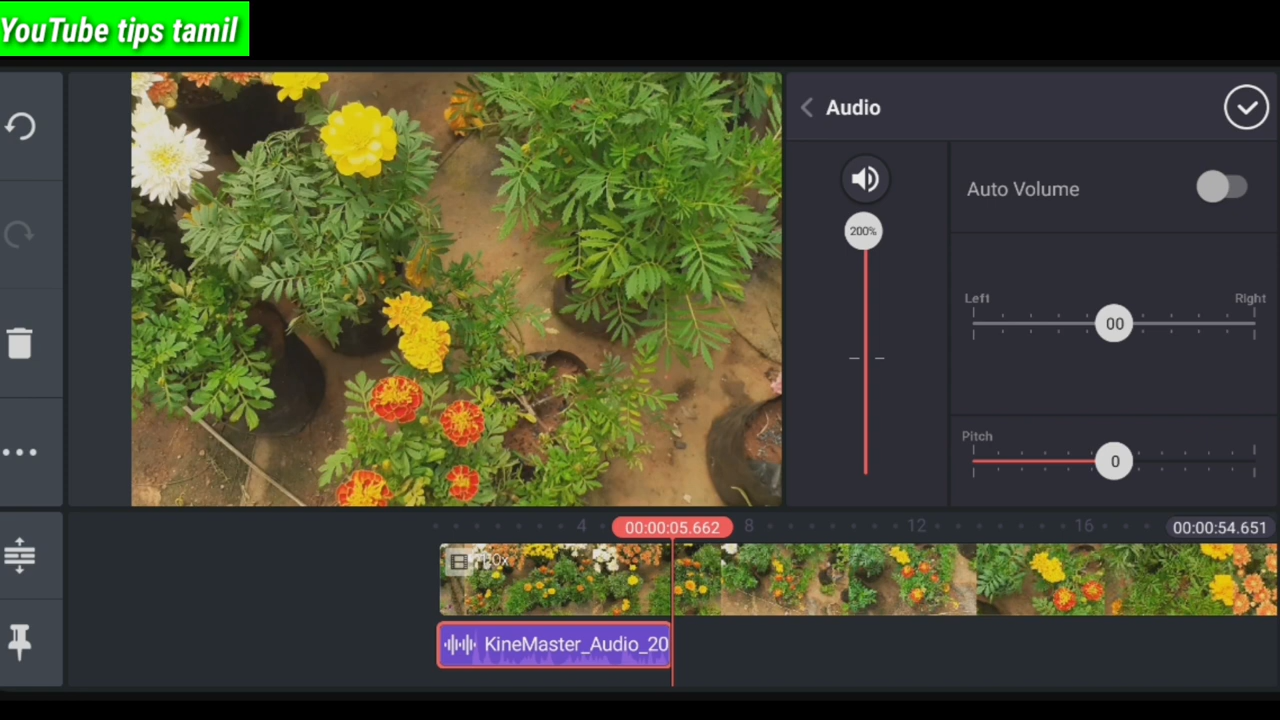 YouTube tips tamil
Audio
200%
Auto Volume
Left
Right
00
Pitch
0
4
00:00:05.662
8
12
16
00:00:54.651
KineMaster_Audio_20